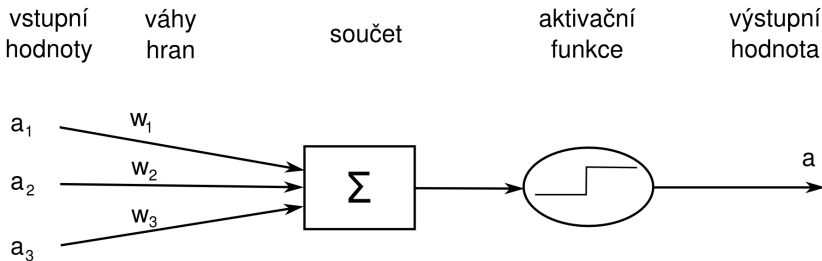 vstupní
hodnoty
váhy
hran
součet
aktivační
funkce
výstupní
hodnota
a1
w1
a2
w2
a3
w3
Σ
a